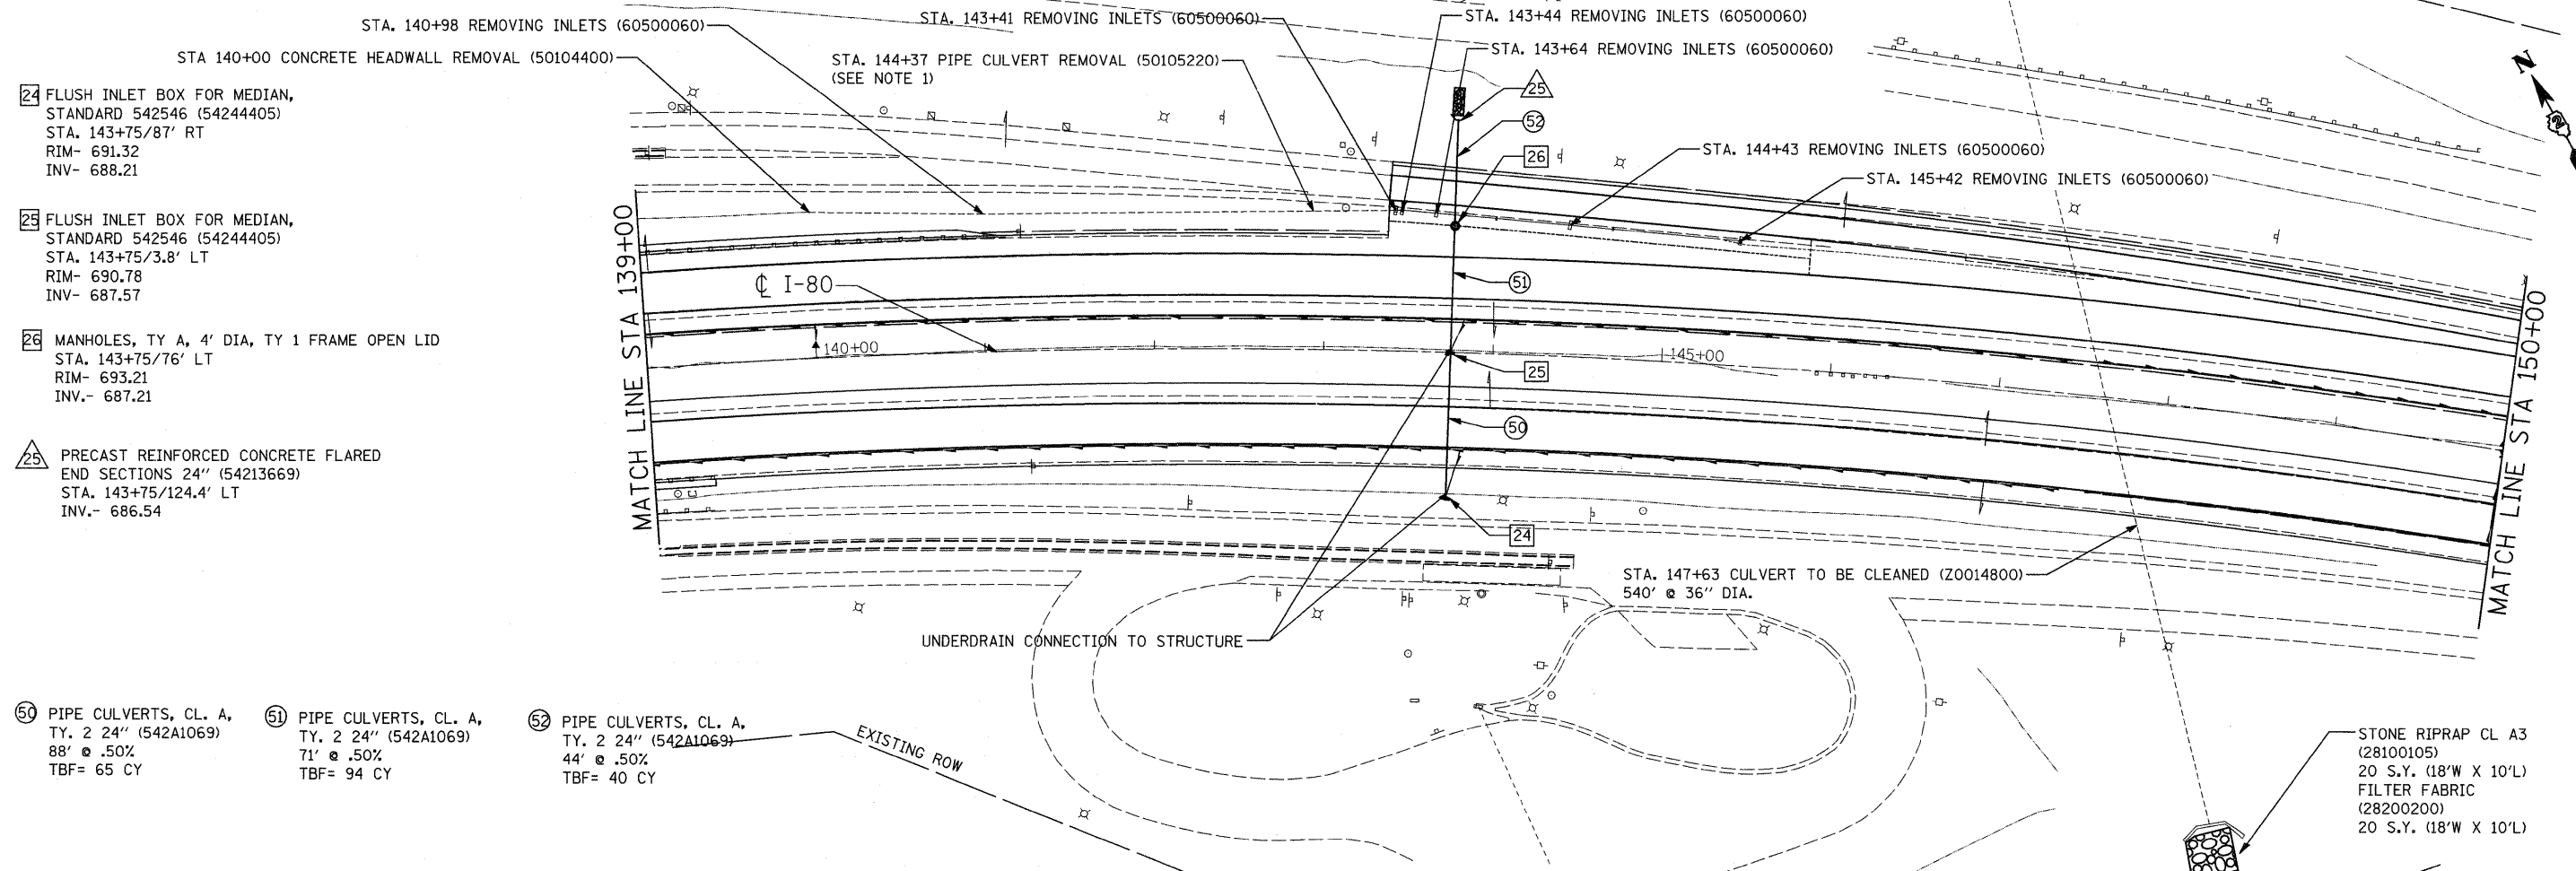 STA. 140+98 REMOVING INLETS (60500060)
STA 140+00 CONCRETE HEADWALL REMOVAL (50104400)
STA. 143+41 REMOVING INLETS (60500060)
STA. 144+37 PIPE CULVERT REMOVAL (50105220)
(SEE NOTE 1)
STA. 143+44 REMOVING INLETS (60500060)
STA. 143+64 REMOVING INLETS (60500060)
25
52
26
STA. 144+43 REMOVING INLETS (60500060)
STA. 145+42 REMOVING INLETS (60500060)
N
24 FLUSH INLET BOX FOR MEDIAN,
STANDARD 542546 (54244405)
STA. 143+75/87' RT
RIM- 691.32
INV- 688.21
25 FLUSH INLET BOX FOR MEDIAN,
STANDARD 542546 (54244405)
STA. 143+75/3.8' LT
RIM- 690.78
INV- 687.57
26 MANHOLES, TY A, 4' DIA, TY 1 FRAME OPEN LID
STA. 143+75/76' LT
RIM- 693.21
INV.- 687.21
25 PRECAST REINFORCED CONCRETE FLARED
END SECTIONS 24" (54213669)
STA. 143+75/124.4' LT
INV.- 686.54
MATCH LINE STA 139+00
℄ I-80
140+00
51
145+00
25
50
24
MATCH LINE STA 150+00
STA. 147+63 CULVERT TO BE CLEANED (Z0014800)
540' @ 36" DIA.
UNDERDRAIN CONNECTION TO STRUCTURE
50 PIPE CULVERTS, CL. A,
TY. 2 24" (542A1069)
88' @ .50%
TBF= 65 CY
51 PIPE CULVERTS, CL. A,
TY. 2 24" (542A1069)
71' @ .50%
TBF= 94 CY
52 PIPE CULVERTS, CL. A,
TY. 2 24" (542A1069)
44' @ .50%
TBF= 40 CY
EXISTING ROW
STONE RIPRAP CL A3
(28100105)
20 S.Y. (18'W X 10'L)
FILTER FABRIC
(28200200)
20 S.Y. (18'W X 10'L)